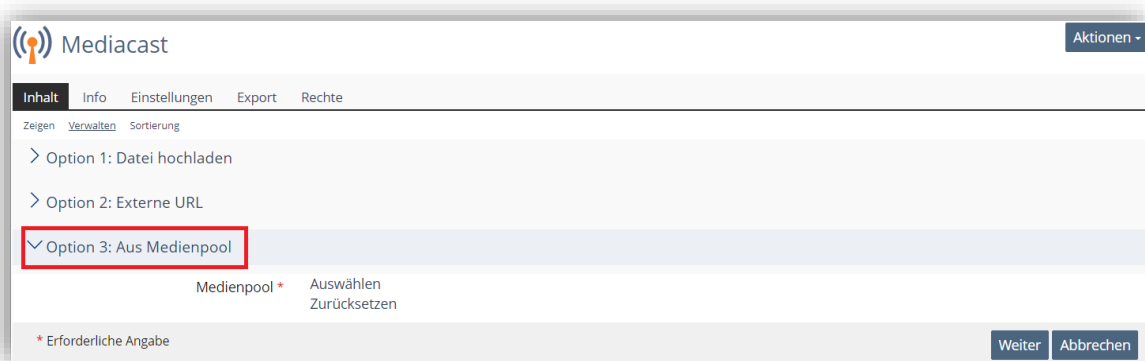 Mediacast
Aktionen
Inhalt Info Einstellungen Export Rechte
Zeigen Verwalten Sortierung
Option 1: Datei hochladen
Option 2: Externe URL
Option 3: Aus Medienpool
Medienpool * Auswählen
Zurücksetzen
* Erforderliche Angabe
Weiter Abbrechen